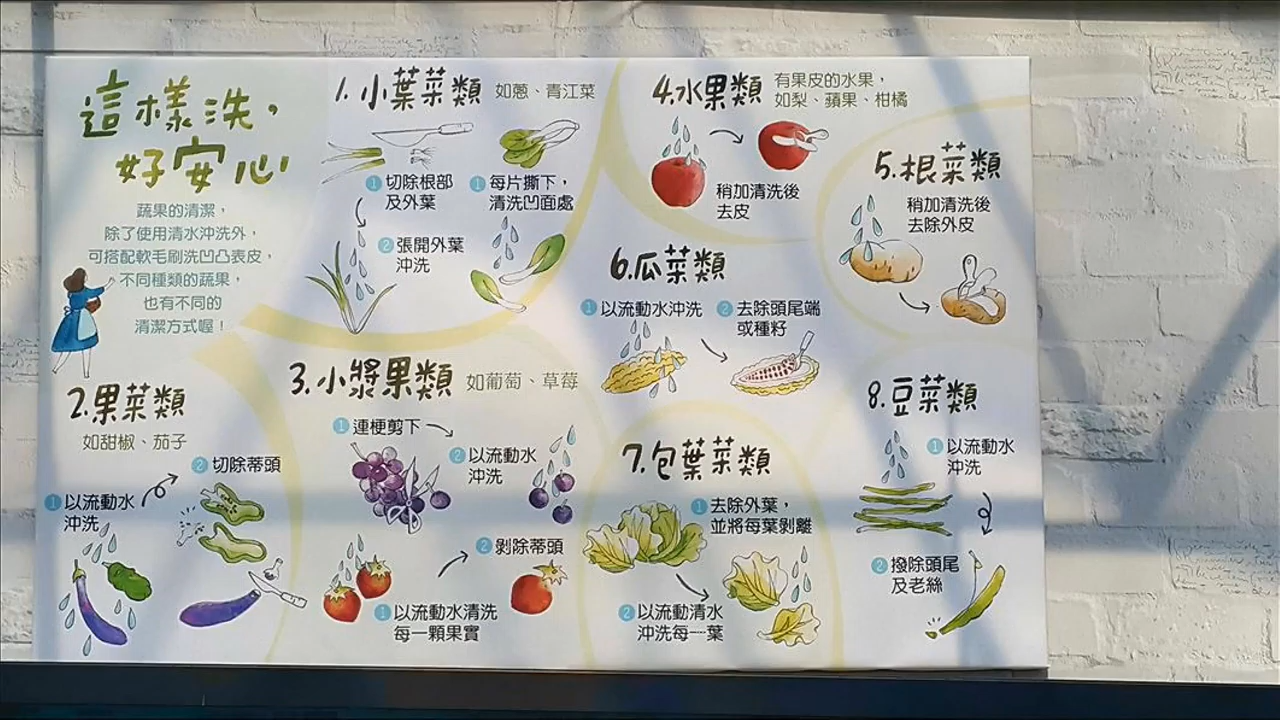 這樣洗，
好安心
蔬果的清潔，
除了使用清水沖洗外，
可搭配軟毛刷洗凹凸表皮，
不同種類的蔬果，
也有不同的
清潔方式喔！
1. 小葉菜類 如蔥、青江菜
1 切除根部
及外葉
2 張開外葉
沖洗
1 每片撕下，
清洗凹面處
2.果菜類
如甜椒、茄子
1 以流動水
沖洗
2 切除蒂頭
3.小漿果類 如葡萄、草莓
1 連梗剪下
2 以流動水
沖洗
1 以流動水清洗
每一顆果實
2 剝除蒂頭
4.水果類 有果皮的水果，
如梨、蘋果、柑橘
稍加清洗後
去皮
5.根菜類
稍加清洗後
去除外皮
6.瓜菜類
1 以流動水沖洗
2 去除頭尾端
或種籽
7.包葉菜類
1 去除外葉，
並將每葉剝離
2 以流動清水
沖洗每一葉
8.豆菜類
1 以流動水
沖洗
2 撥除頭尾
及老絲